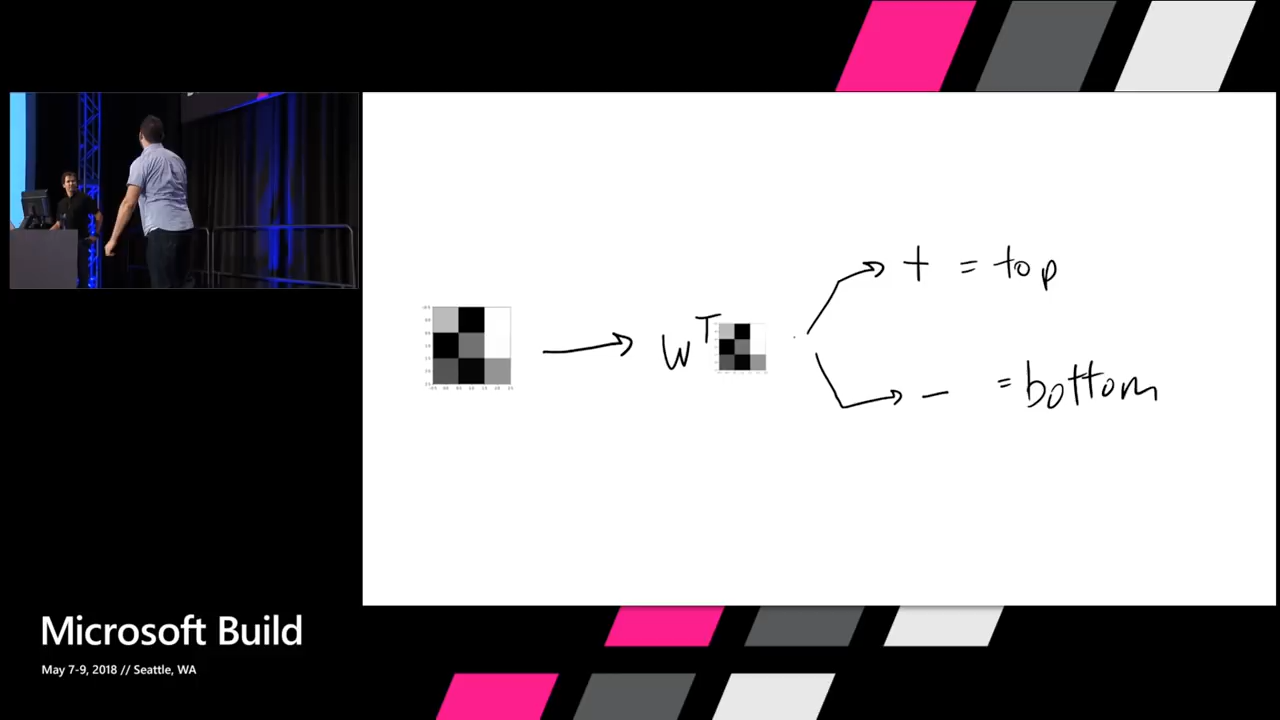 W^T
+ = top
− = bottom
Microsoft Build
May 7-9, 2018 // Seattle, WA